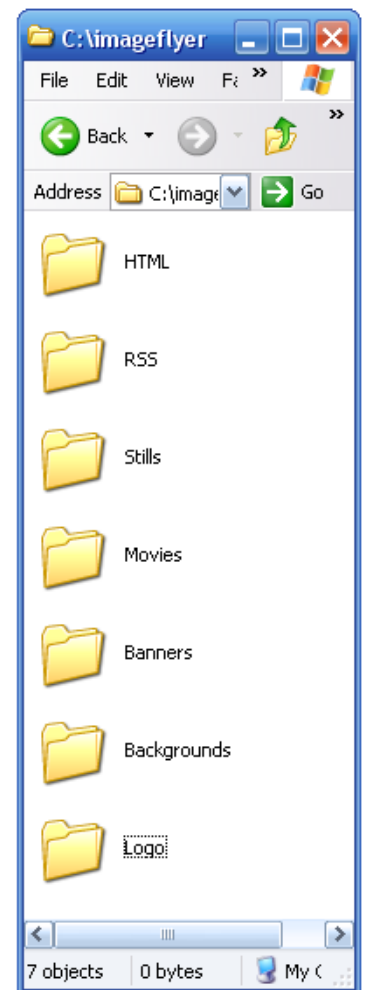 C:\imageflyer
File Edit View Fa »
Back »
Address C:\image Go
HTML
RSS
Stills
Movies
Banners
Backgrounds
Logo
7 objects 0 bytes My C